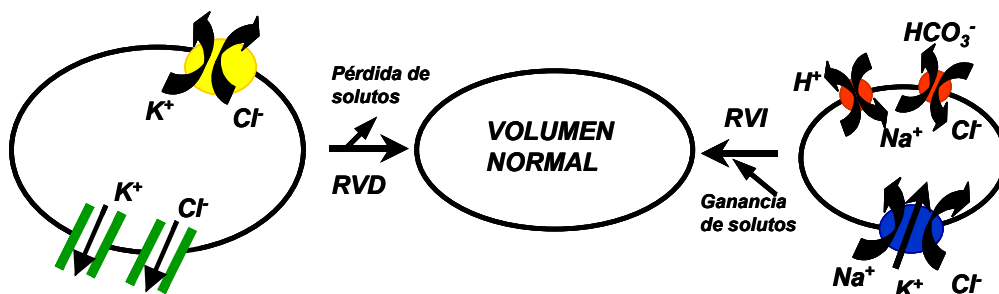 K⁺
Cl⁻
K⁺
Cl⁻
Pérdida de
solutos
RVD
VOLUMEN
NORMAL
RVI
Ganancia
de solutos
HCO₃⁻
H⁺
Na⁺
Cl⁻
Na⁺
K⁺
Cl⁻